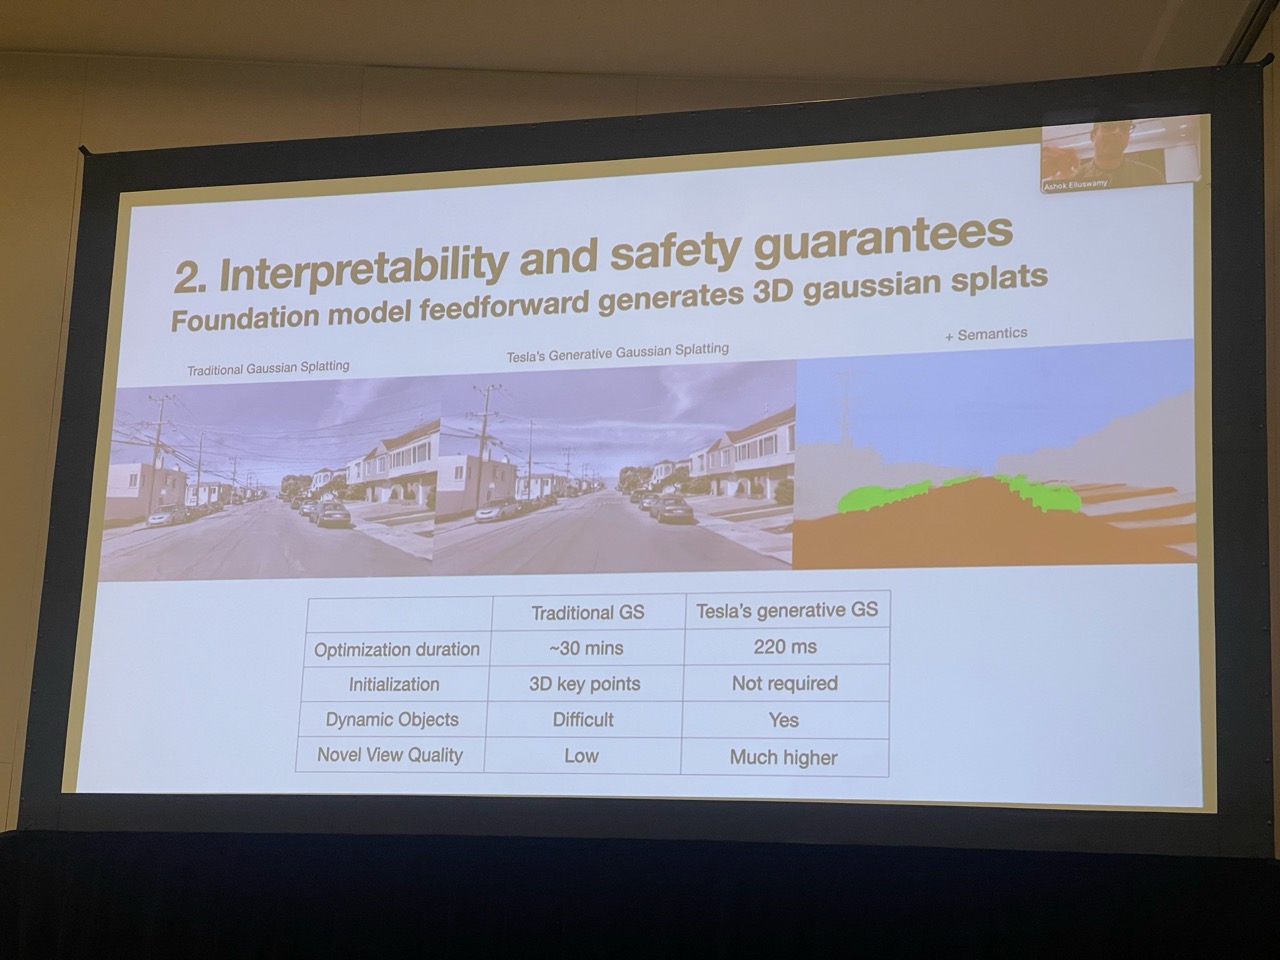 Ashok Elluswamy
2. Interpretability and safety guarantees
Foundation model feedforward generates 3D gaussian splats
Traditional Gaussian Splatting
Tesla's Generative Gaussian Splatting
+ Semantics
Traditional GS
Tesla's generative GS
Optimization duration
~30 mins
220 ms
Initialization
3D key points
Not required
Dynamic Objects
Difficult
Yes
Novel View Quality
Low
Much higher